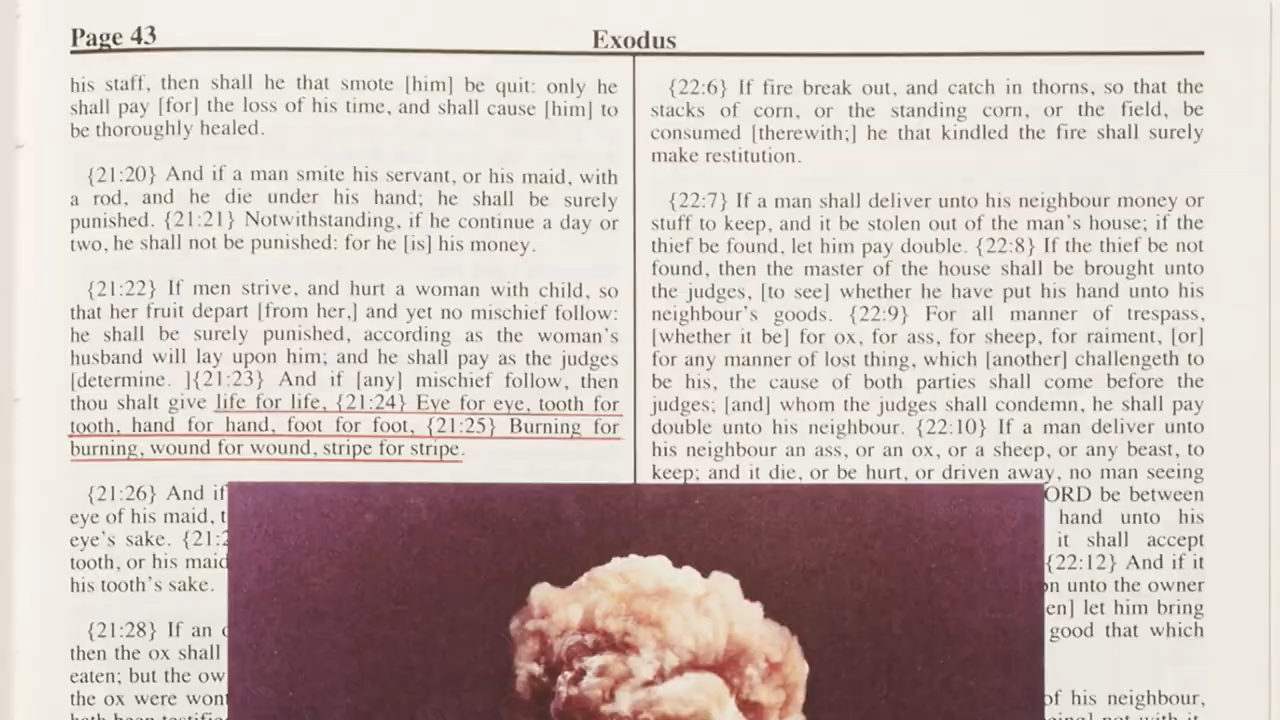 Page 43
Exodus
his staff, then shall he that smote [him] be quit: only he
shall pay [for] the loss of his time, and shall cause [him] to
be thoroughly healed.
{21:20} And if a man smite his servant, or his maid, with
a rod, and he die under his hand; he shall be surely
punished. {21:21} Notwithstanding, if he continue a day or
two, he shall not be punished: for he [is] his money.
{21:22} If men strive, and hurt a woman with child, so
that her fruit depart [from her,] and yet no mischief follow:
he shall be surely punished, according as the woman's
husband will lay upon him; and he shall pay as the judges
[determine. ]{21:23} And if [any] mischief follow, then
thou shalt give life for life, {21:24} Eye for eye, tooth for
tooth, hand for hand, foot for foot, {21:25} Burning for
burning, wound for wound, stripe for stripe.
{21:26} And if
eye of his maid, t
eye's sake. {21:2
tooth, or his maid
his tooth's sake.
{21:28} If an
then the ox shall
eaten; but the ow
the ox were wont
{22:6} If fire break out, and catch in thorns, so that the
stacks of corn, or the standing corn, or the field, be
consumed [therewith;] he that kindled the fire shall surely
make restitution.
{22:7} If a man shall deliver unto his neighbour money or
stuff to keep, and it be stolen out of the man's house; if the
thief be found, let him pay double. {22:8} If the thief be not
found, then the master of the house shall be brought unto
the judges, [to see] whether he have put his hand unto his
neighbour's goods. {22:9} For all manner of trespass,
[whether it be] for ox, for ass, for sheep, for raiment, [or]
for any manner of lost thing, which [another] challengeth to
be his, the cause of both parties shall come before the
judges; [and] whom the judges shall condemn, he shall pay
double unto his neighbour. {22:10} If a man deliver unto
his neighbour an ass, or an ox, or a sheep, or any beast, to
keep; and it die, or be hurt, or driven away, no man seeing
ORD be between
hand unto his
it shall accept
{22:12} And if it
unto the owner
en] let him bring
good that which
of his neighbour,